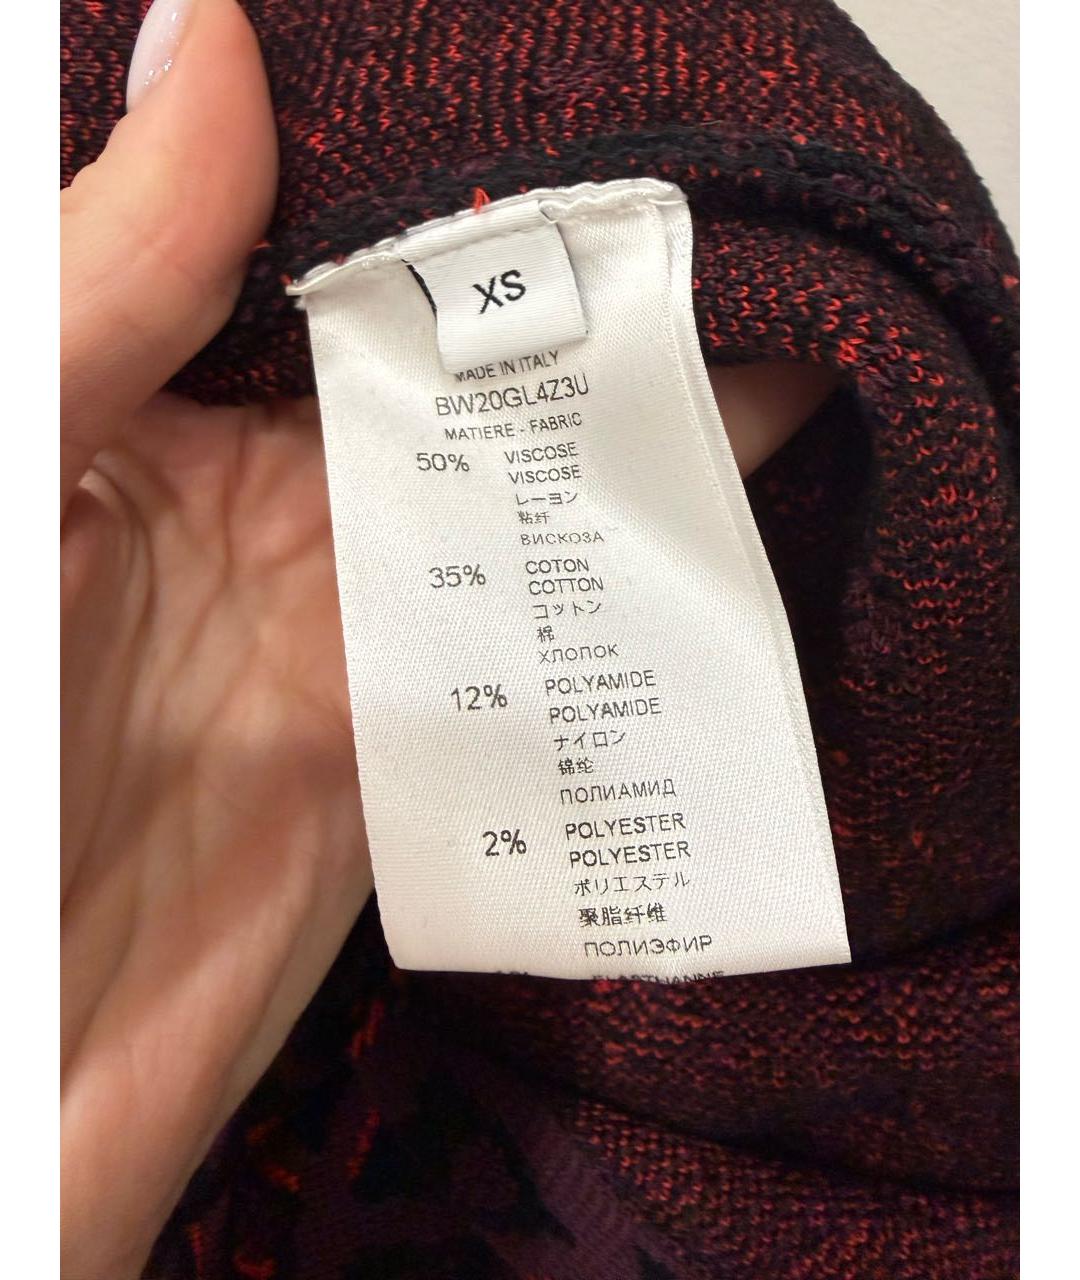 XS
MADE IN ITALY
BW20GL4Z3U
MATIERE - FABRIC
50% VISCOSE
VISCOSE
レーヨン
粘纤
ВИСКОЗА
35% COTON
COTTON
コットン
棉
ХЛОПОК
12% POLYAMIDE
POLYAMIDE
ナイロン
锦纶
ПОЛИАМИД
2% POLYESTER
POLYESTER
ポリエステル
聚脂纤维
ПОЛИЭФИР